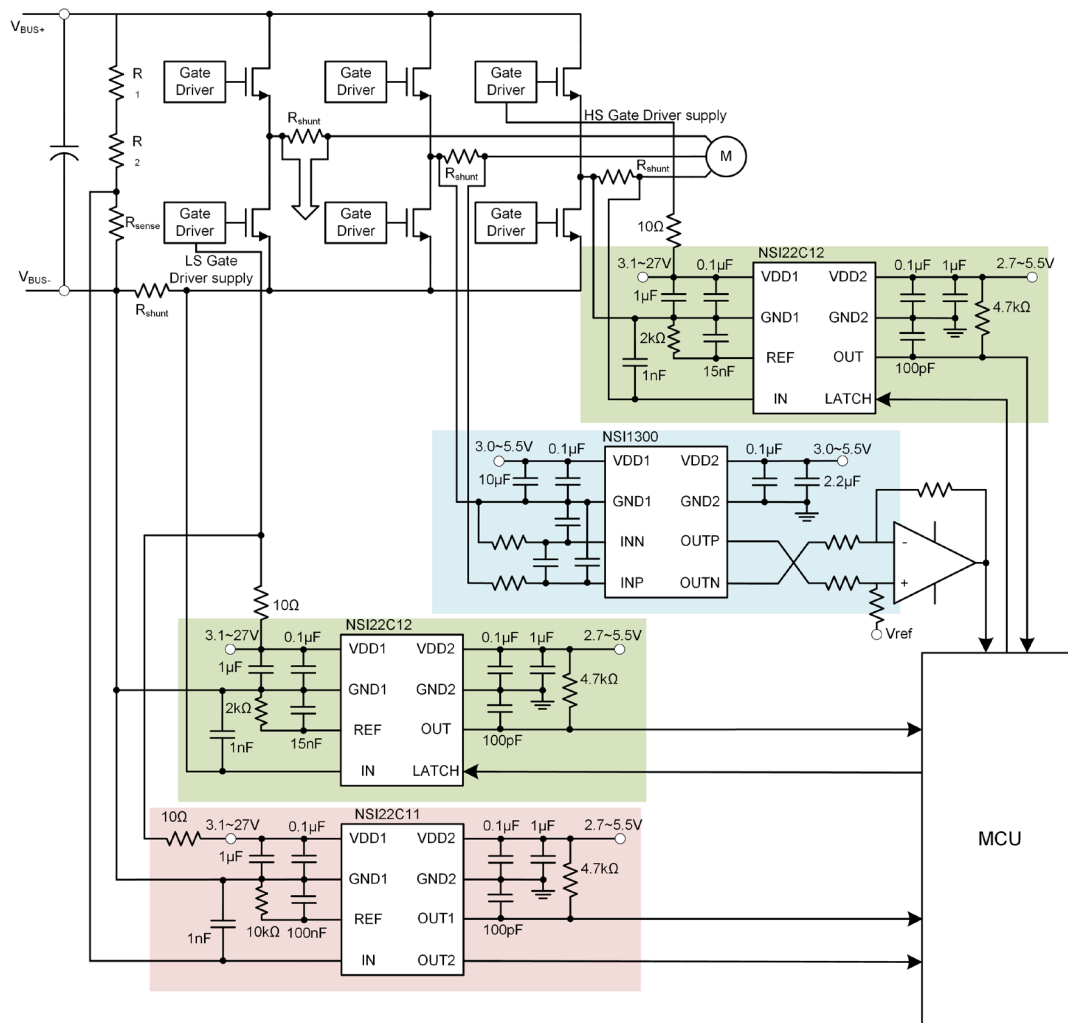 VBUS+
R
1
R
2
Rsense
VBUS-
Rshunt
Gate
Driver
Gate
Driver
Gate
Driver
HS Gate Driver supply
Rshunt
Rshunt
Rshunt
M
Gate
Driver
Gate
Driver
Gate
Driver
LS Gate
Driver supply
10Ω
NSI22C12
3.1~27V
0.1µF
1µF
2kΩ
1nF
15nF
VDD1
GND1
REF
IN
VDD2
GND2
OUT
LATCH
0.1µF
1µF
2.7~5.5V
4.7kΩ
100pF
NSI1300
3.0~5.5V
0.1µF
10µF
VDD1
GND1
INN
INP
VDD2
GND2
OUTP
OUTN
0.1µF
3.0~5.5V
2.2µF
-
+
Vref
10Ω
NSI22C12
3.1~27V
0.1µF
1µF
2kΩ
1nF
15nF
VDD1
GND1
REF
IN
VDD2
GND2
OUT
LATCH
0.1µF
1µF
2.7~5.5V
4.7kΩ
100pF
NSI22C11
10Ω
3.1~27V
0.1µF
1µF
10kΩ
100nF
1nF
VDD1
GND1
REF
IN
VDD2
GND2
OUT1
OUT2
0.1µF
1µF
2.7~5.5V
4.7kΩ
100pF
MCU